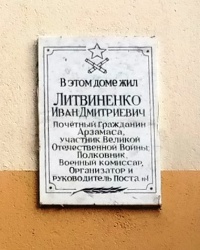 В этом доме жил
Литвиненко
Иван Дмитриевич
Почётный Гражданин
Арзамаса,
участник Великой
Отечественной Войны,
Полковник,
Военный комиссар,
Организатор и
руководитель Поста №1